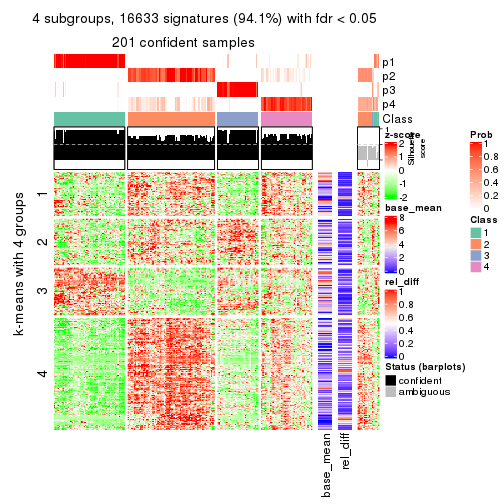 4 subgroups, 16633 signatures (94.1%) with fdr < 0.05
201 confident samples
p1
p2
p3
p4
Class
1
Silhouette
score
k-means with 4 groups
1
2
3
4
base_mean
rel_diff
z-score
2
1
0
-1
-2
base_mean
8
6
4
2
0
rel_diff
1
0.8
0.6
0.4
0.2
0
Status (barplots)
confident
ambiguous
Prob
1
0.8
0.6
0.4
0.2
0
Class
1
2
3
4